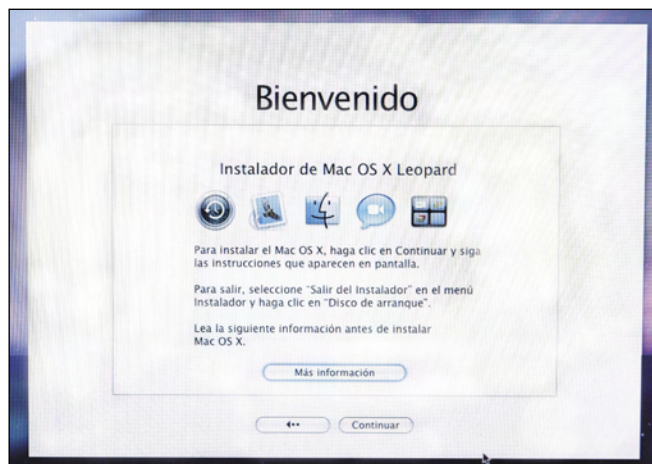 Bienvenido
Instalador de Mac OS X Leopard
Para instalar el Mac OS X, haga clic en Continuar y siga
las instrucciones que aparecen en pantalla.
Para salir, seleccione "Salir del Instalador" en el menú
Instalador y haga clic en "Disco de arranque".
Lea la siguiente información antes de instalar
Mac OS X.
Más información
Continuar